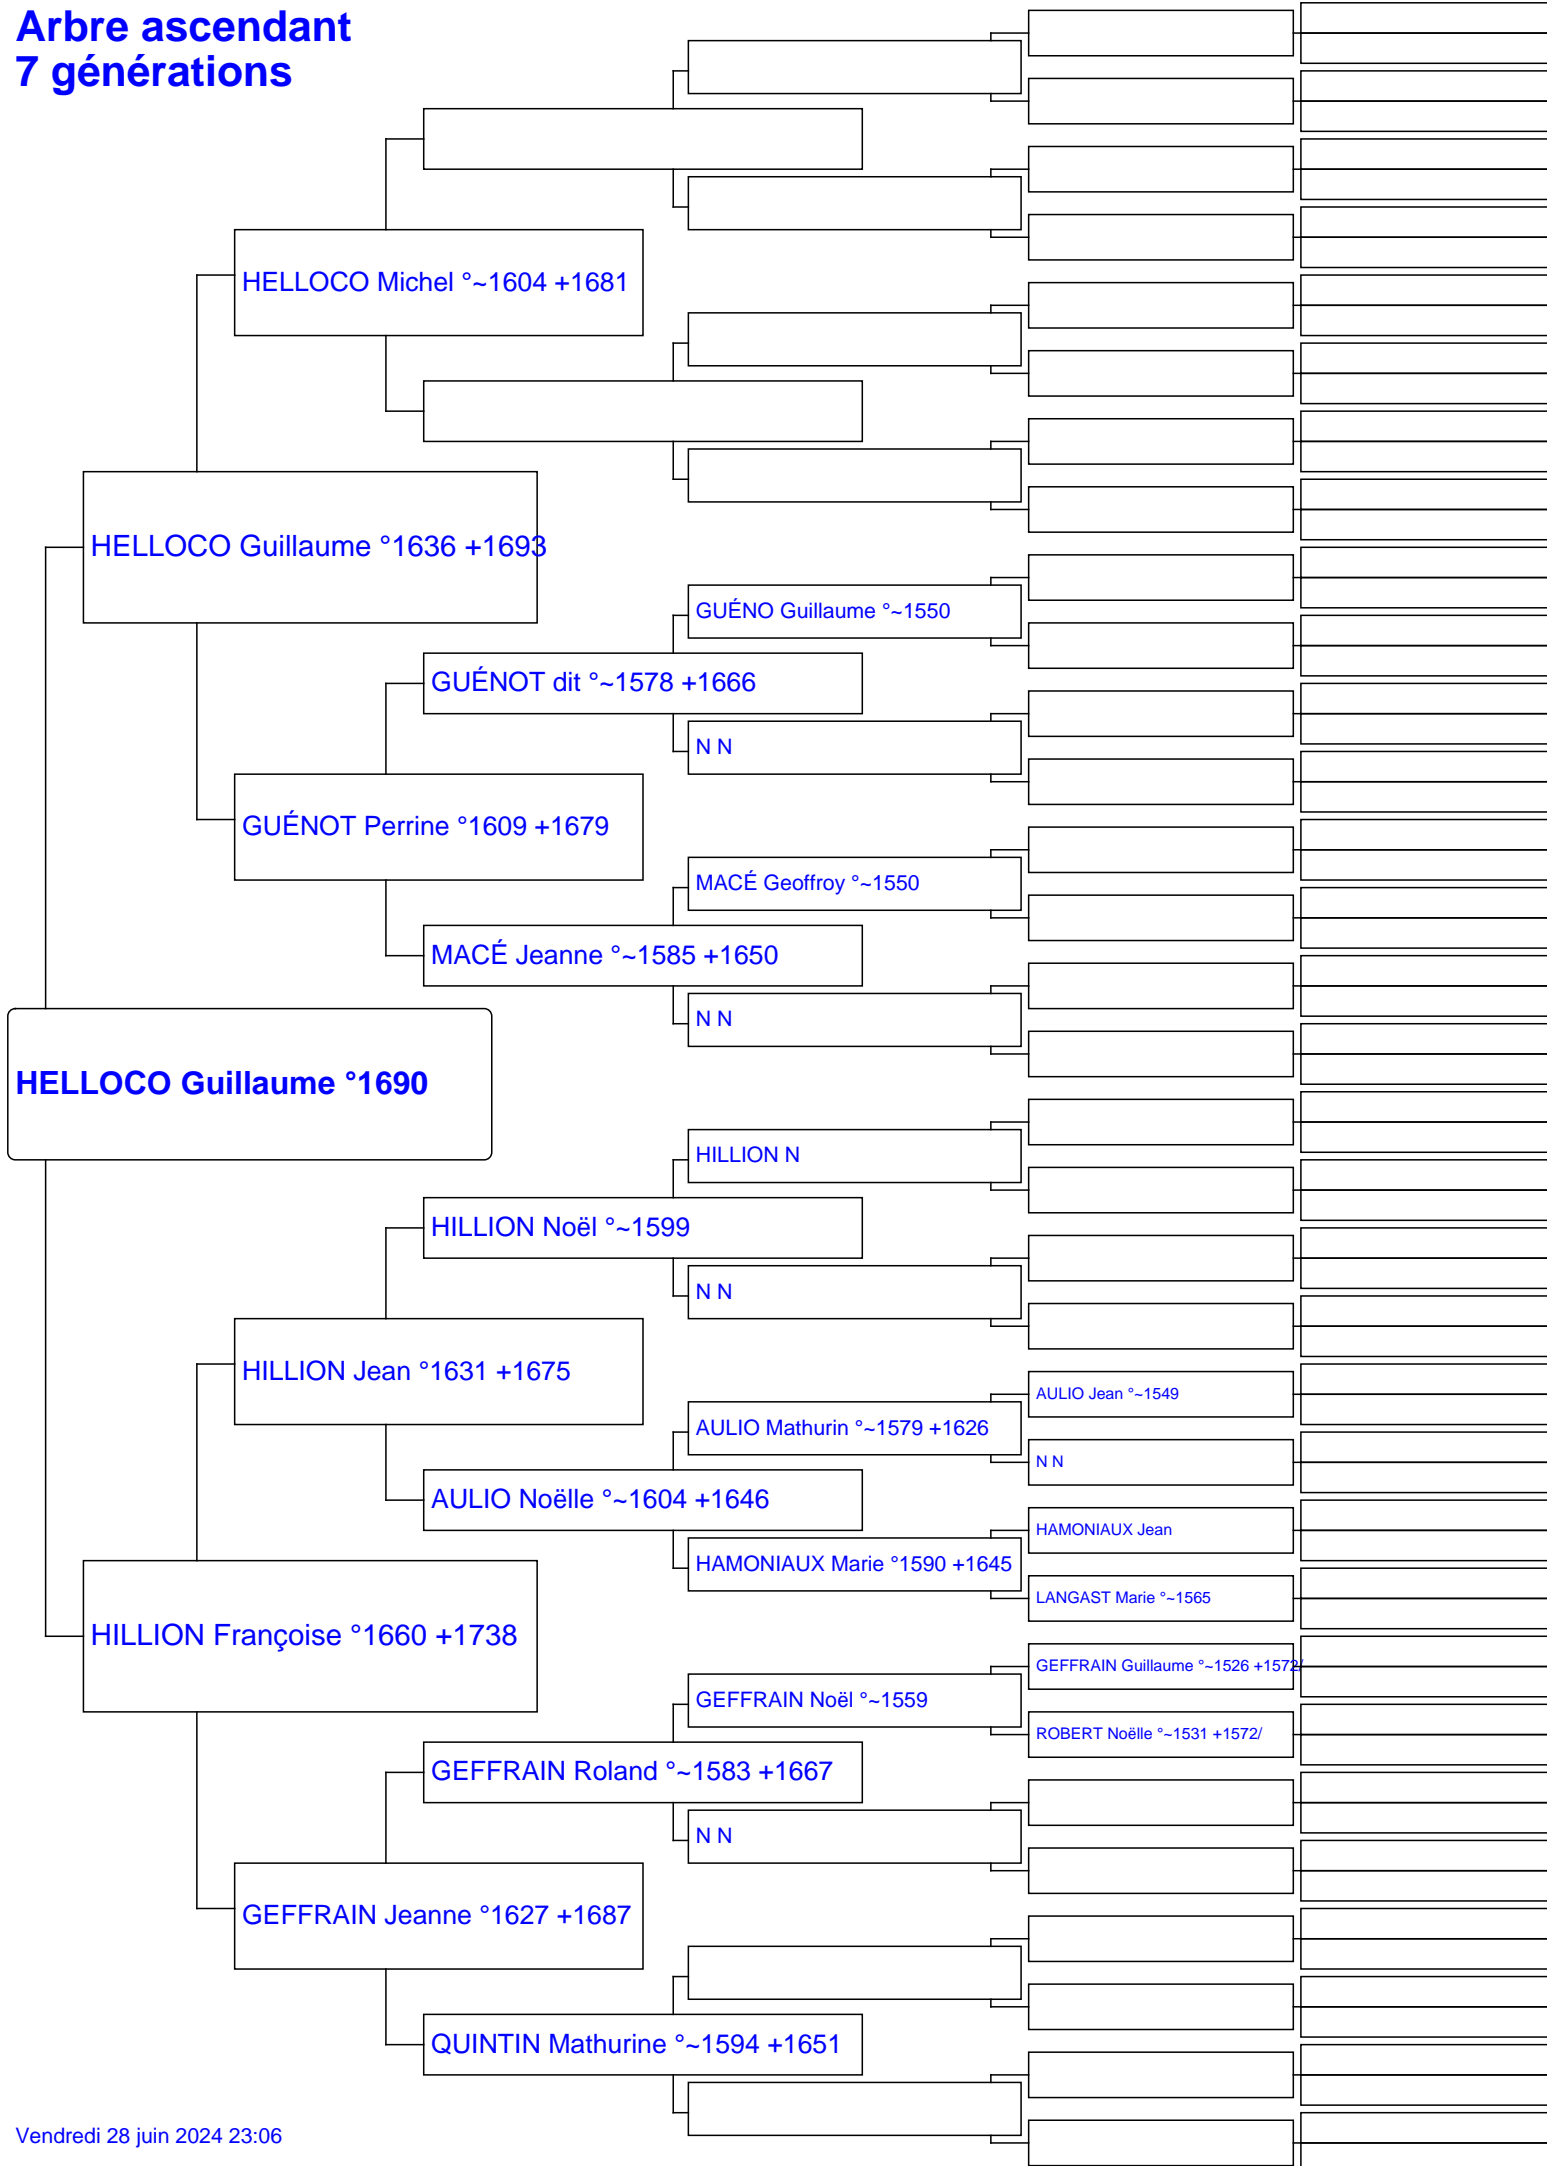 Arbre ascendant
7 générations
HELLOCO Michel °~1604 +1681
HELLOCO Guillaume °1636 +1693
GUÉNO Guillaume °~1550
GUÉNOT dit °~1578 +1666
N N
GUÉNOT Perrine °1609 +1679
MACÉ Geoffroy °~1550
MACÉ Jeanne °~1585 +1650
N N
HELLOCO Guillaume °1690
HILLION N
HILLION Noël °~1599
N N
HILLION Jean °1631 +1675
AULIO Jean °~1549
AULIO Mathurin °~1579 +1626
N N
AULIO Noëlle °~1604 +1646
HAMONIAUX Jean
HAMONIAUX Marie °1590 +1645
LANGAST Marie °~1565
HILLION Françoise °1660 +1738
GEFFRAIN Guillaume °~1526 +1572/
GEFFRAIN Noël °~1559
ROBERT Noëlle °~1531 +1572/
GEFFRAIN Roland °~1583 +1667
N N
GEFFRAIN Jeanne °1627 +1687
QUINTIN Mathurine °~1594 +1651
Vendredi 28 juin 2024 23:06